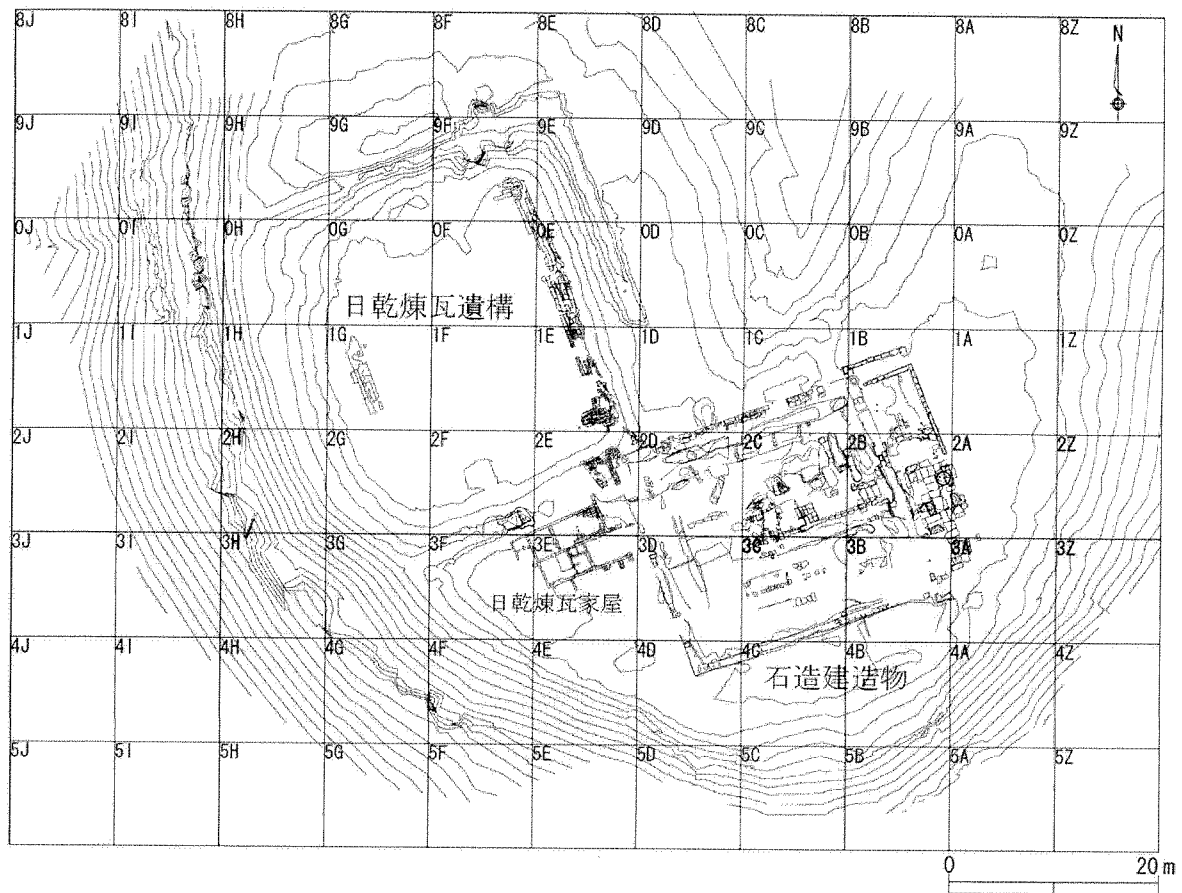 8J 8I 8H 8G 8F 8E 8D 8C 8B 8A 8Z
N
9J 9I 9H 9G 9F 9E 9D 9C 9B 9A 9Z
0J 0I 0H 0G 0F 0E 0D 0C 0B 0A 0Z
日乾煉瓦遺構
1J 1I 1H 1G 1F 1E 1D 1C 1B 1A 1Z
2J 2I 2H 2G 2F 2E 2D 2C 2B 2A 2Z
3J 3I 3H 3G 3F 3E 3D 3C 3B 3A 3Z
日乾煉瓦家屋
4J 4I 4H 4G 4F 4E 4D 4C 4B 4A 4Z
石造建造物
5J 5I 5H 5G 5F 5E 5D 5C 5B 5A 5Z
0 20m